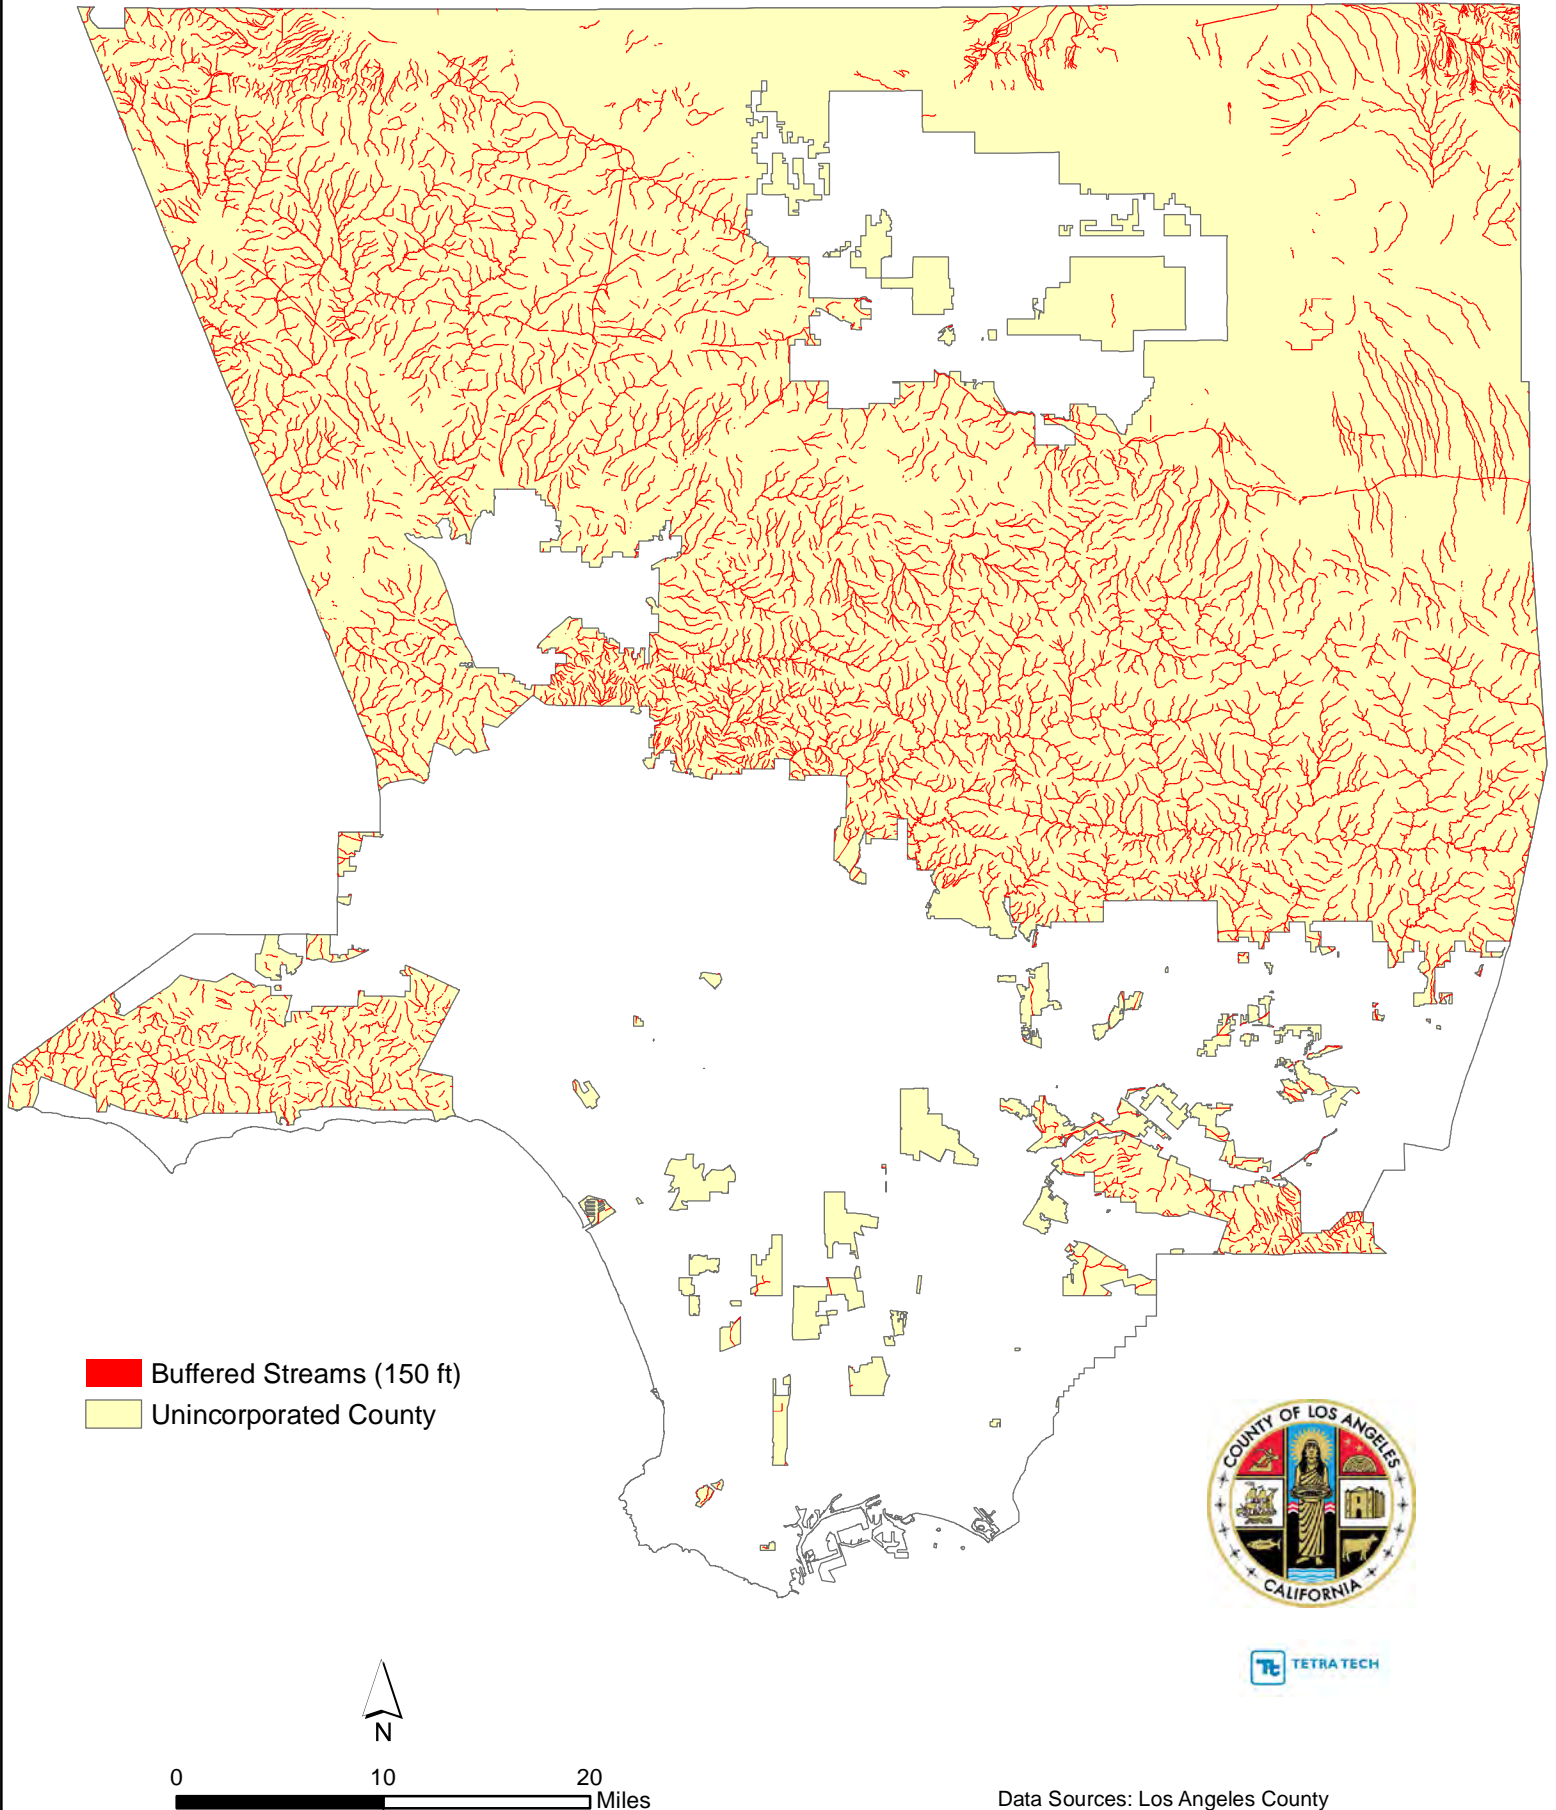 Buffered Streams (150 ft)
Unincorporated County
COUNTY OF LOS ANGELES
CALIFORNIA
Tt TETRA TECH
N
0 10 20
Miles
Data Sources: Los Angeles County